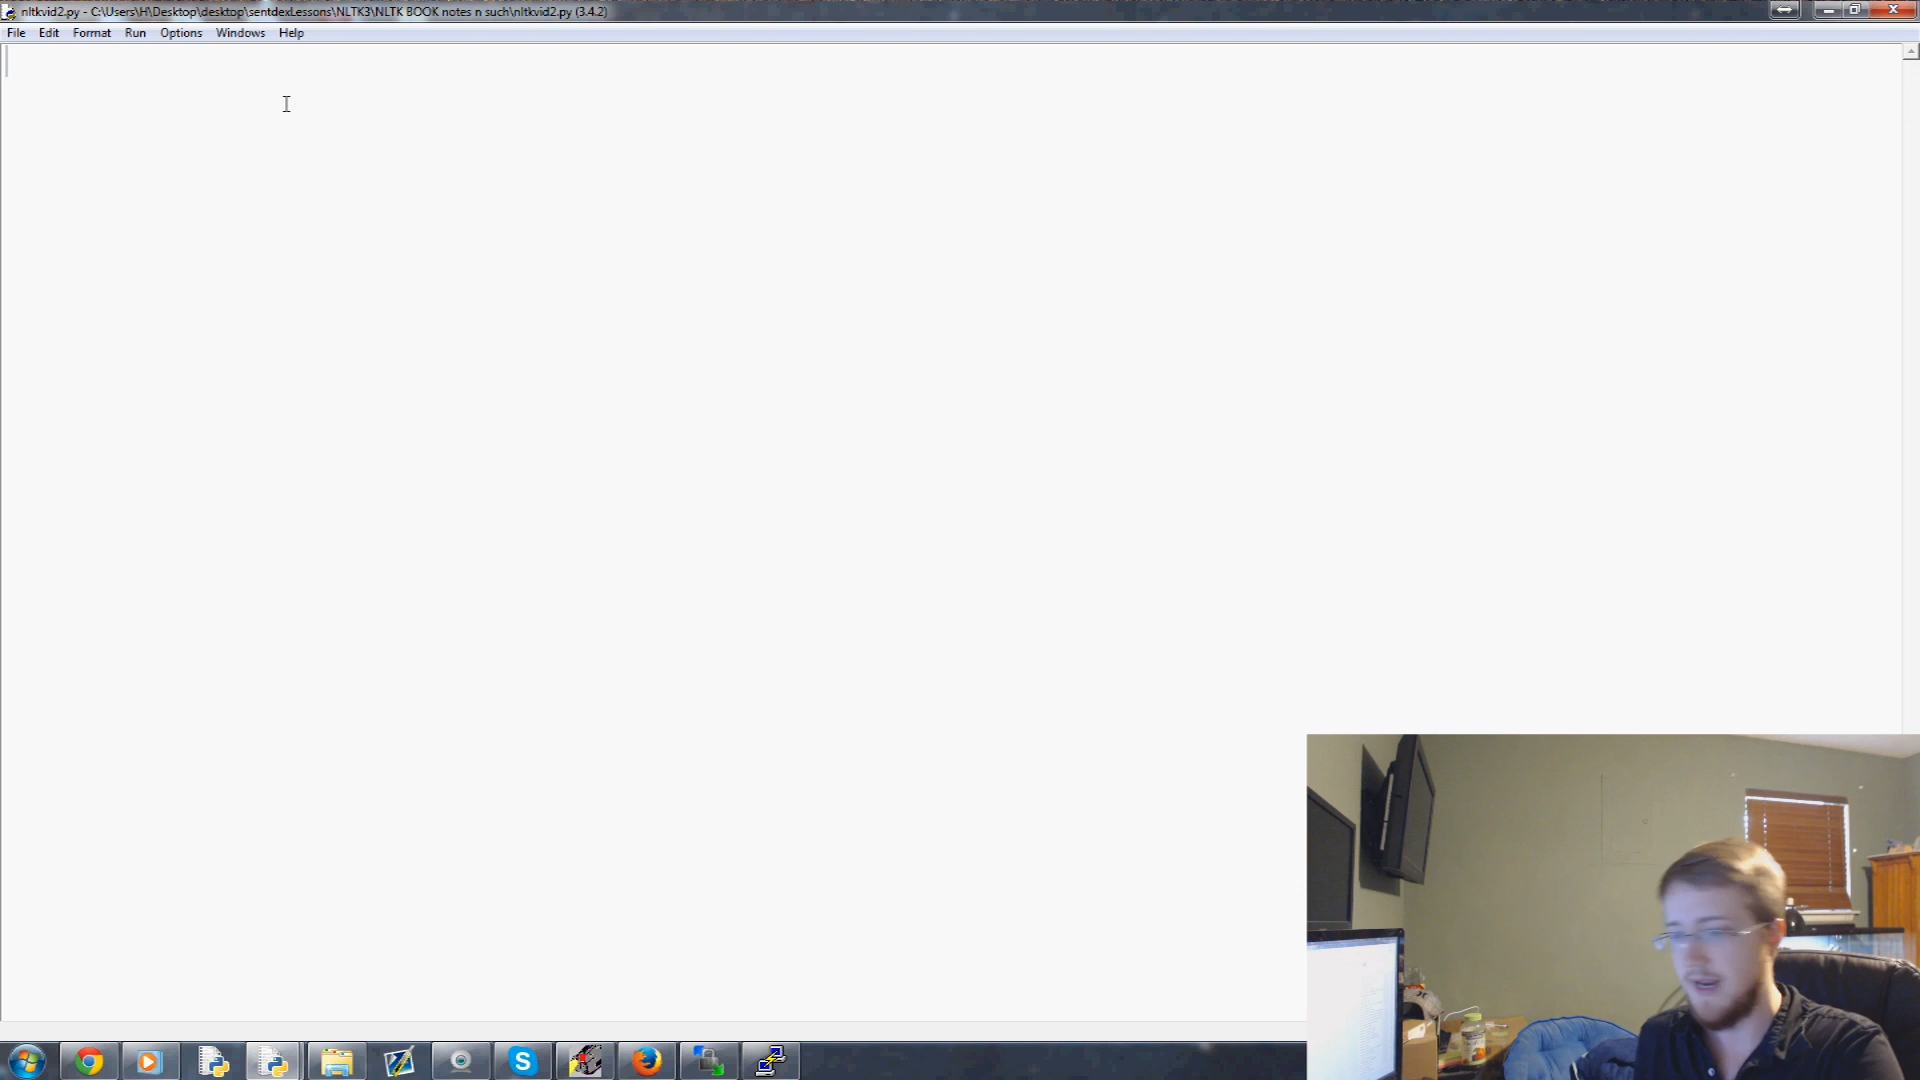 nltkvid2.py - C:\Users\H\Desktop\desktop\sentdexLessons\NLTK3\NLTK BOOK notes n such\nltkvid2.py (3.4.2)
File Edit Format Run Options Windows Help